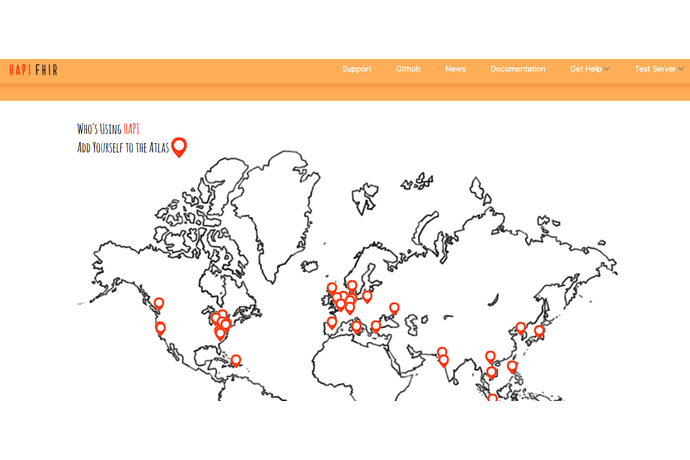 HAPI FHIR
Support Github News Documentation Get Help Test Server
Who's Using HAPI
Add Yourself to the Atlas